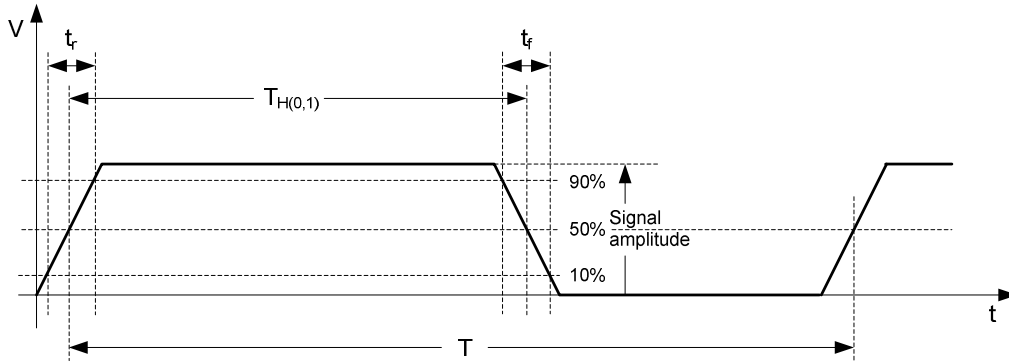 V
tr
tf
TH(0,1)
90%
50%
Signal
amplitude
10%
t
T